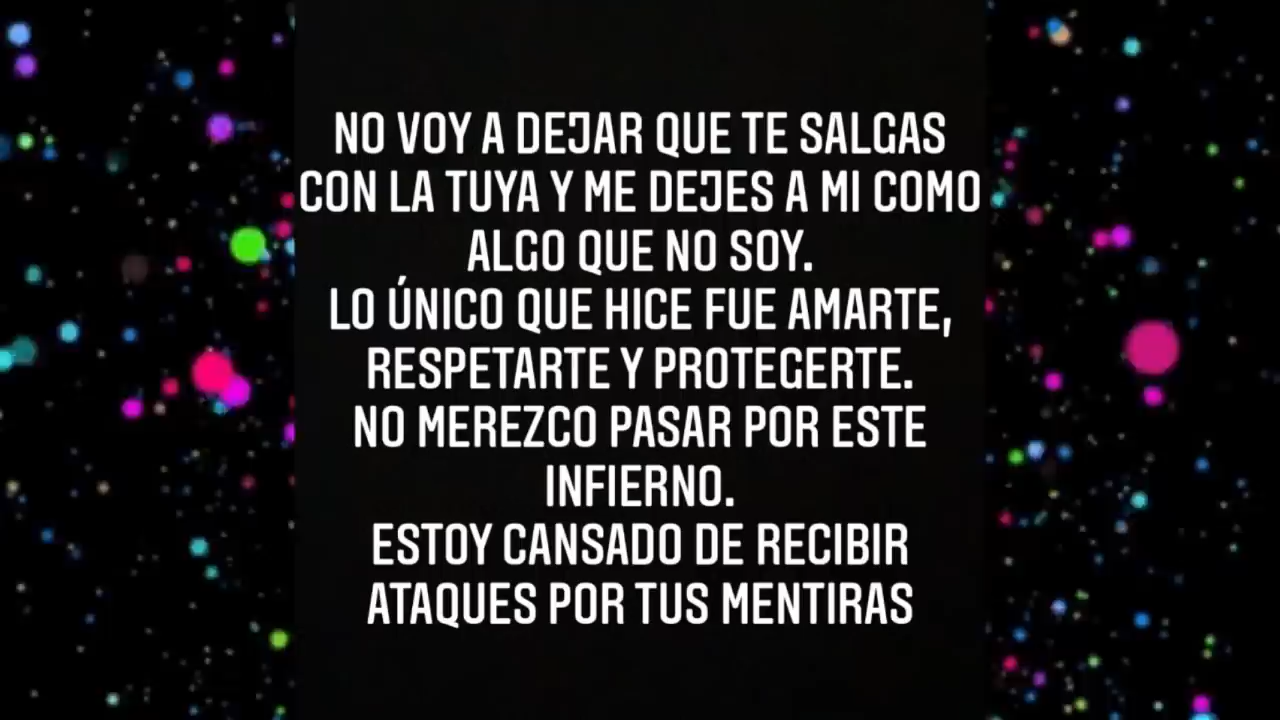 NO VOY A DEJAR QUE TE SALGAS
CON LA TUYA Y ME DEJES A MI COMO
ALGO QUE NO SOY.
LO ÚNICO QUE HICE FUE AMARTE,
RESPETARTE Y PROTEGERTE.
NO MEREZCO PASAR POR ESTE
INFIERNO.
ESTOY CANSADO DE RECIBIR
ATAQUES POR TUS MENTIRAS